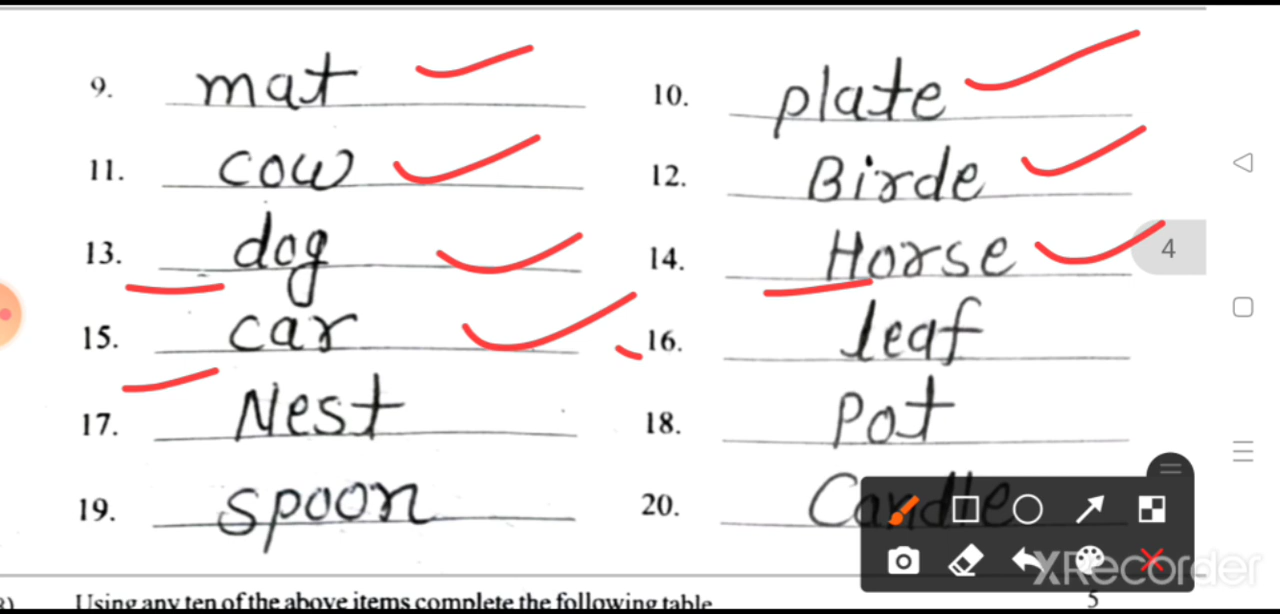 9. mat 10. plate
11. cow 12. Birde
13. dog 14. Horse 4
15. car 16. leaf
17. Nest 18. Pot
19. spoon 20. Candle
XRecorder
Using any ten of the above items complete the following table 5